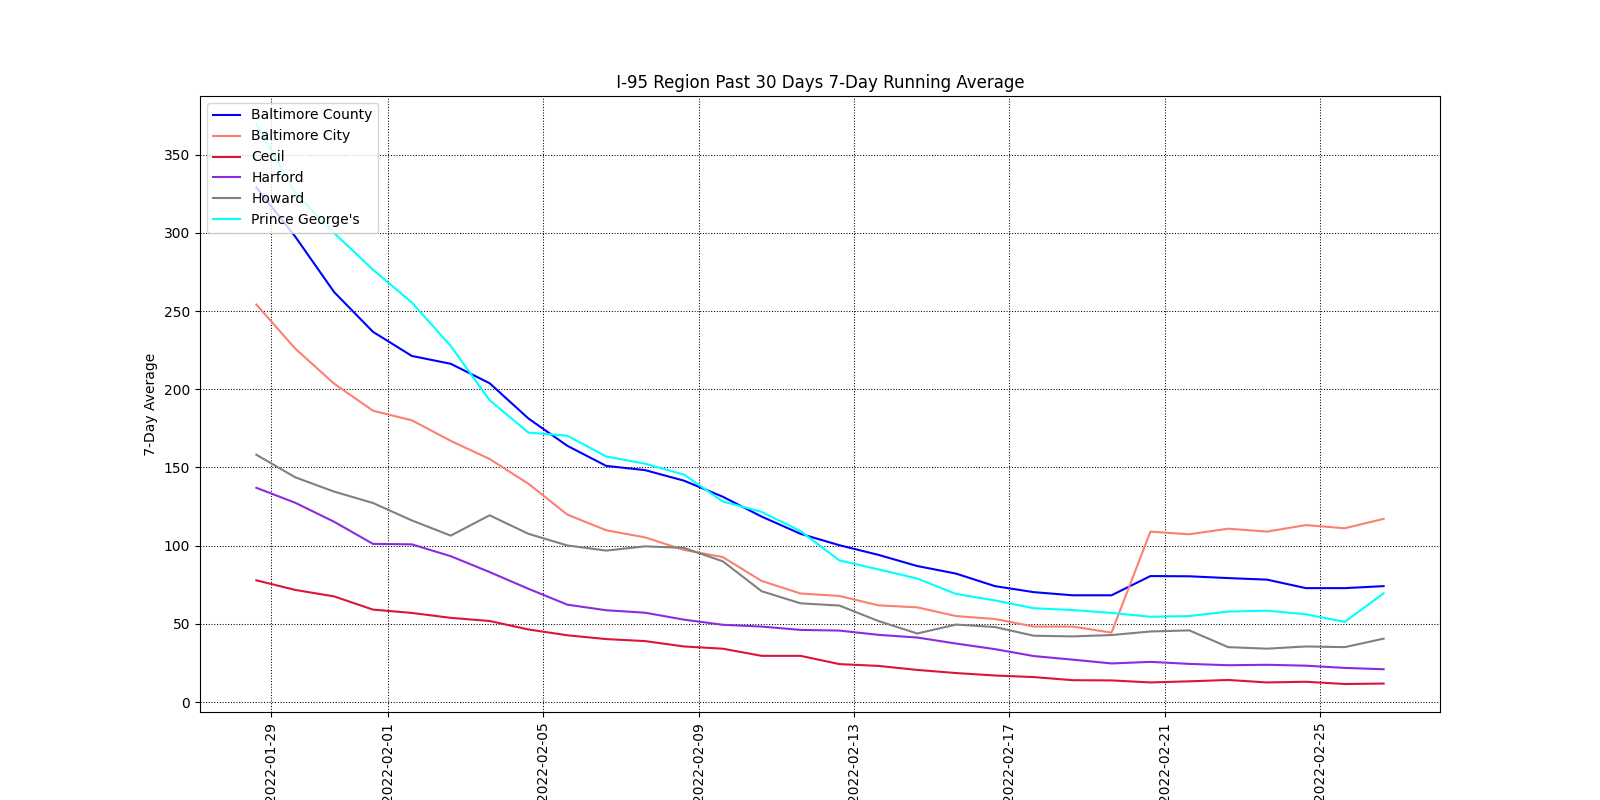 I-95 Region Past 30 Days 7-Day Running Average
Baltimore County
Baltimore City
Cecil
Harford
Howard
Prince George's
7-Day Average
350
300
250
200
150
100
50
0
2022-01-29
2022-02-01
2022-02-05
2022-02-09
2022-02-13
2022-02-17
2022-02-21
2022-02-25